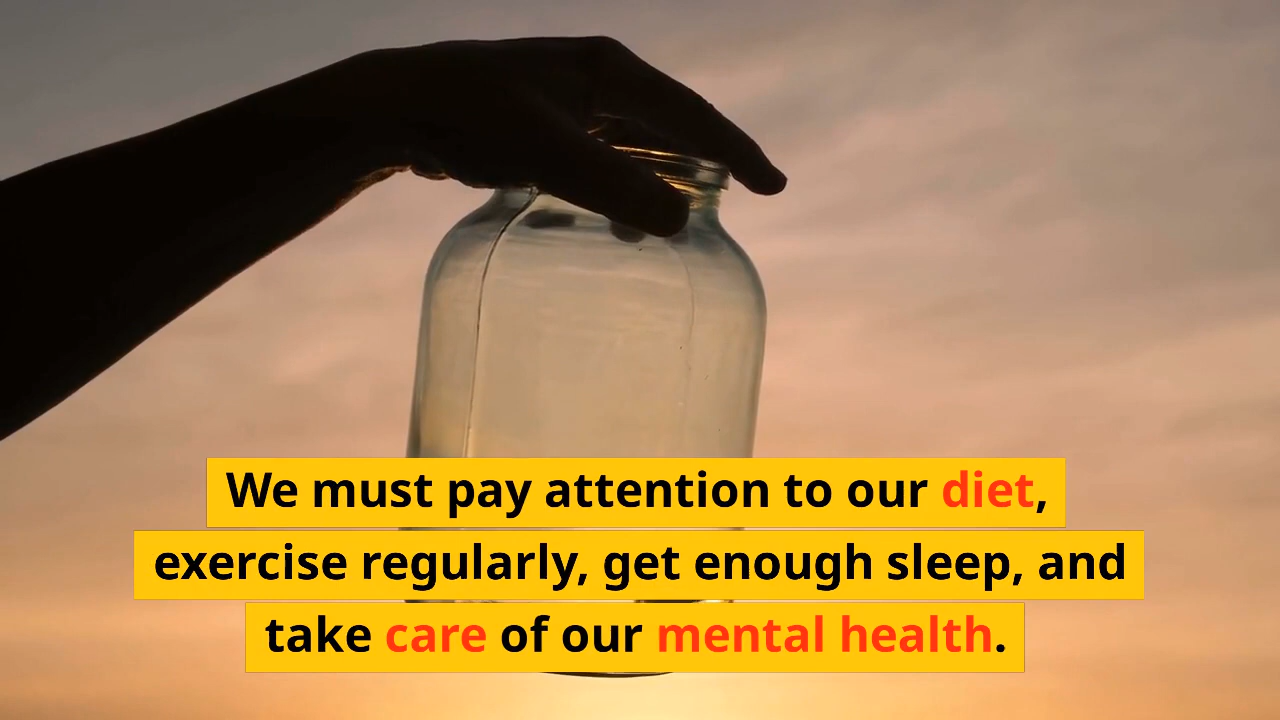 We must pay attention to our diet,
exercise regularly, get enough sleep, and
take care of our mental health.